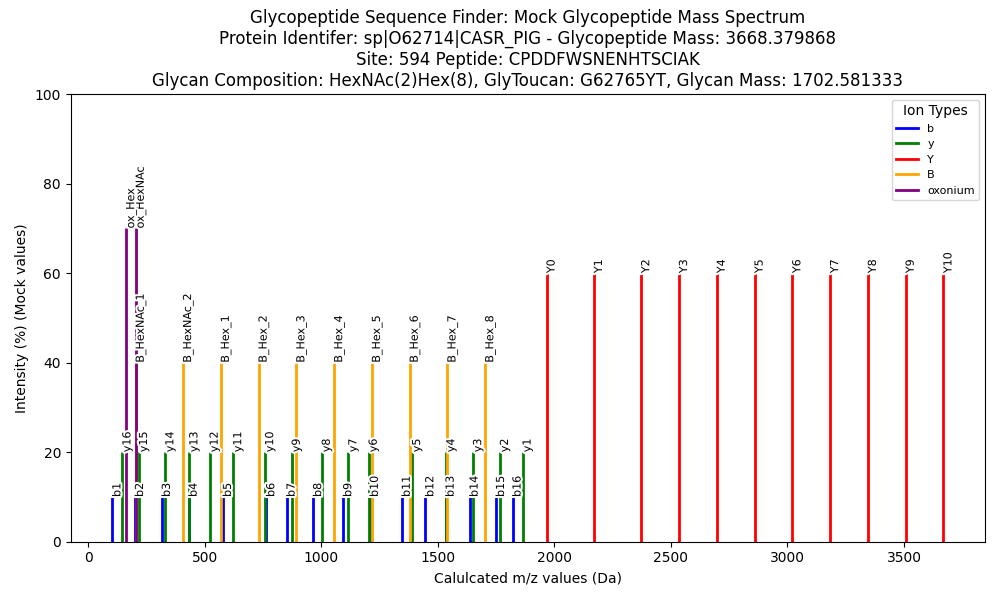 Glycopeptide Sequence Finder: Mock Glycopeptide Mass Spectrum
Protein Identifer: sp|O62714|CASR_PIG - Glycopeptide Mass: 3668.379868
Site: 594 Peptide: CPDDFWSNENHTSCIAK
Glycan Composition: HexNAc(2)Hex(8), GlyToucan: G62765YT, Glycan Mass: 1702.581333
100
80
60
40
20
0
Intensity (%) (Mock values)
Ion Types
b
y
Y
B
oxonium
ox_Hex
ox_HexNAc
B_HexNAc_1
B_HexNAc_2
B_Hex_1
B_Hex_2
B_Hex_3
B_Hex_4
B_Hex_5
B_Hex_6
B_Hex_7
B_Hex_8
Y0
Y1
Y2
Y3
Y4
Y5
Y6
Y7
Y8
Y9
Y10
y16
y15
y14
y13
y12
y11
y10
y9
y8
y7
y6
y5
y4
y3
y2
y1
b1
b2
b3
b4
b5
b6
b7
b8
b9
b10
b11
b12
b13
b14
b15
b16
0
500
1000
1500
2000
2500
3000
3500
Calulcated m/z values (Da)